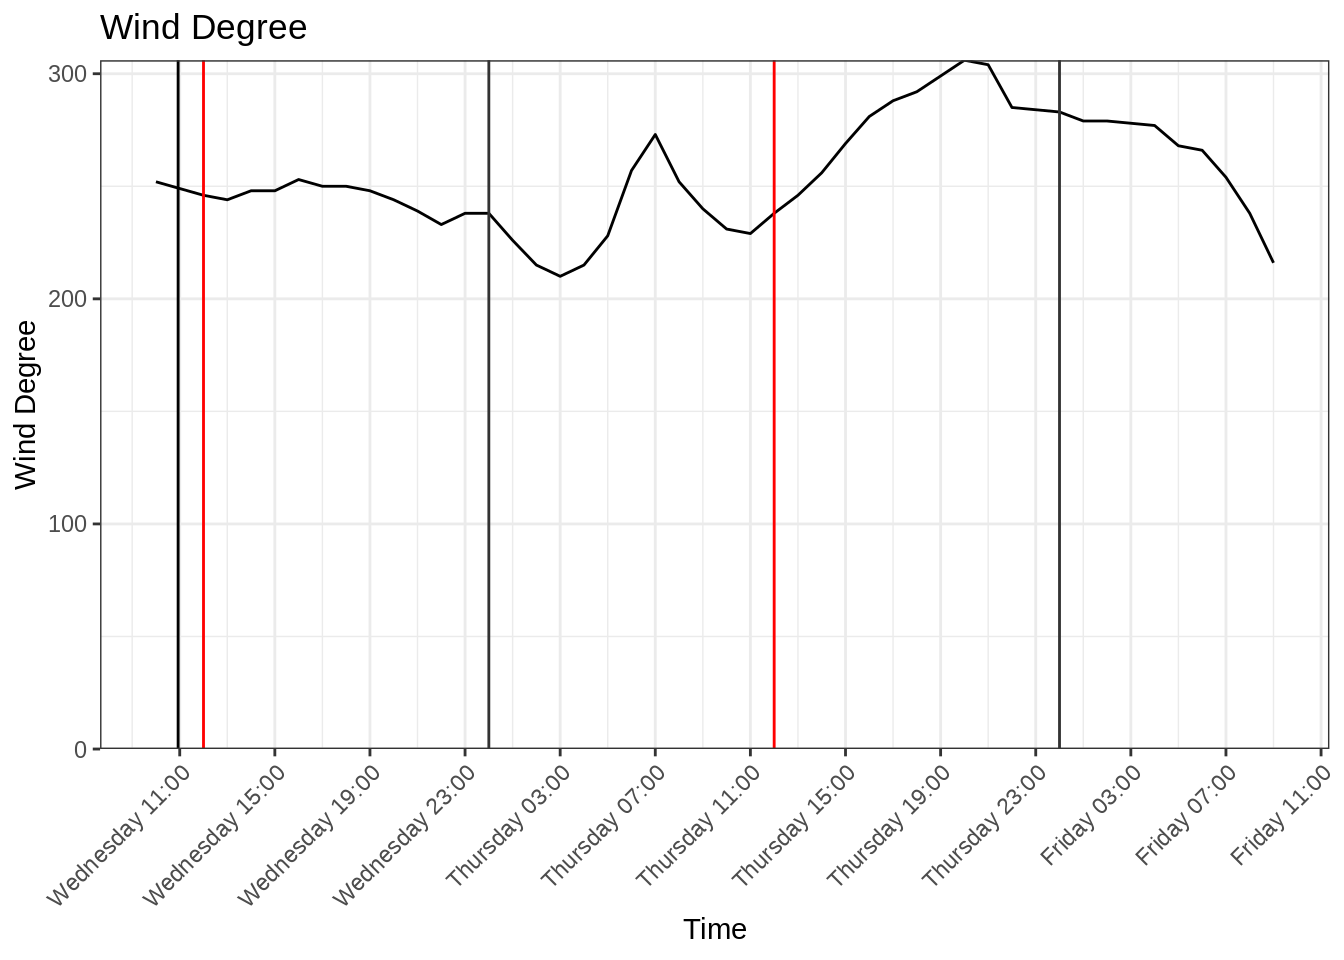 Wind Degree
300
200
100
0
Wind Degree
Wednesday 11:00
Wednesday 15:00
Wednesday 19:00
Wednesday 23:00
Thursday 03:00
Thursday 07:00
Thursday 11:00
Thursday 15:00
Thursday 19:00
Thursday 23:00
Friday 03:00
Friday 07:00
Friday 11:00
Time